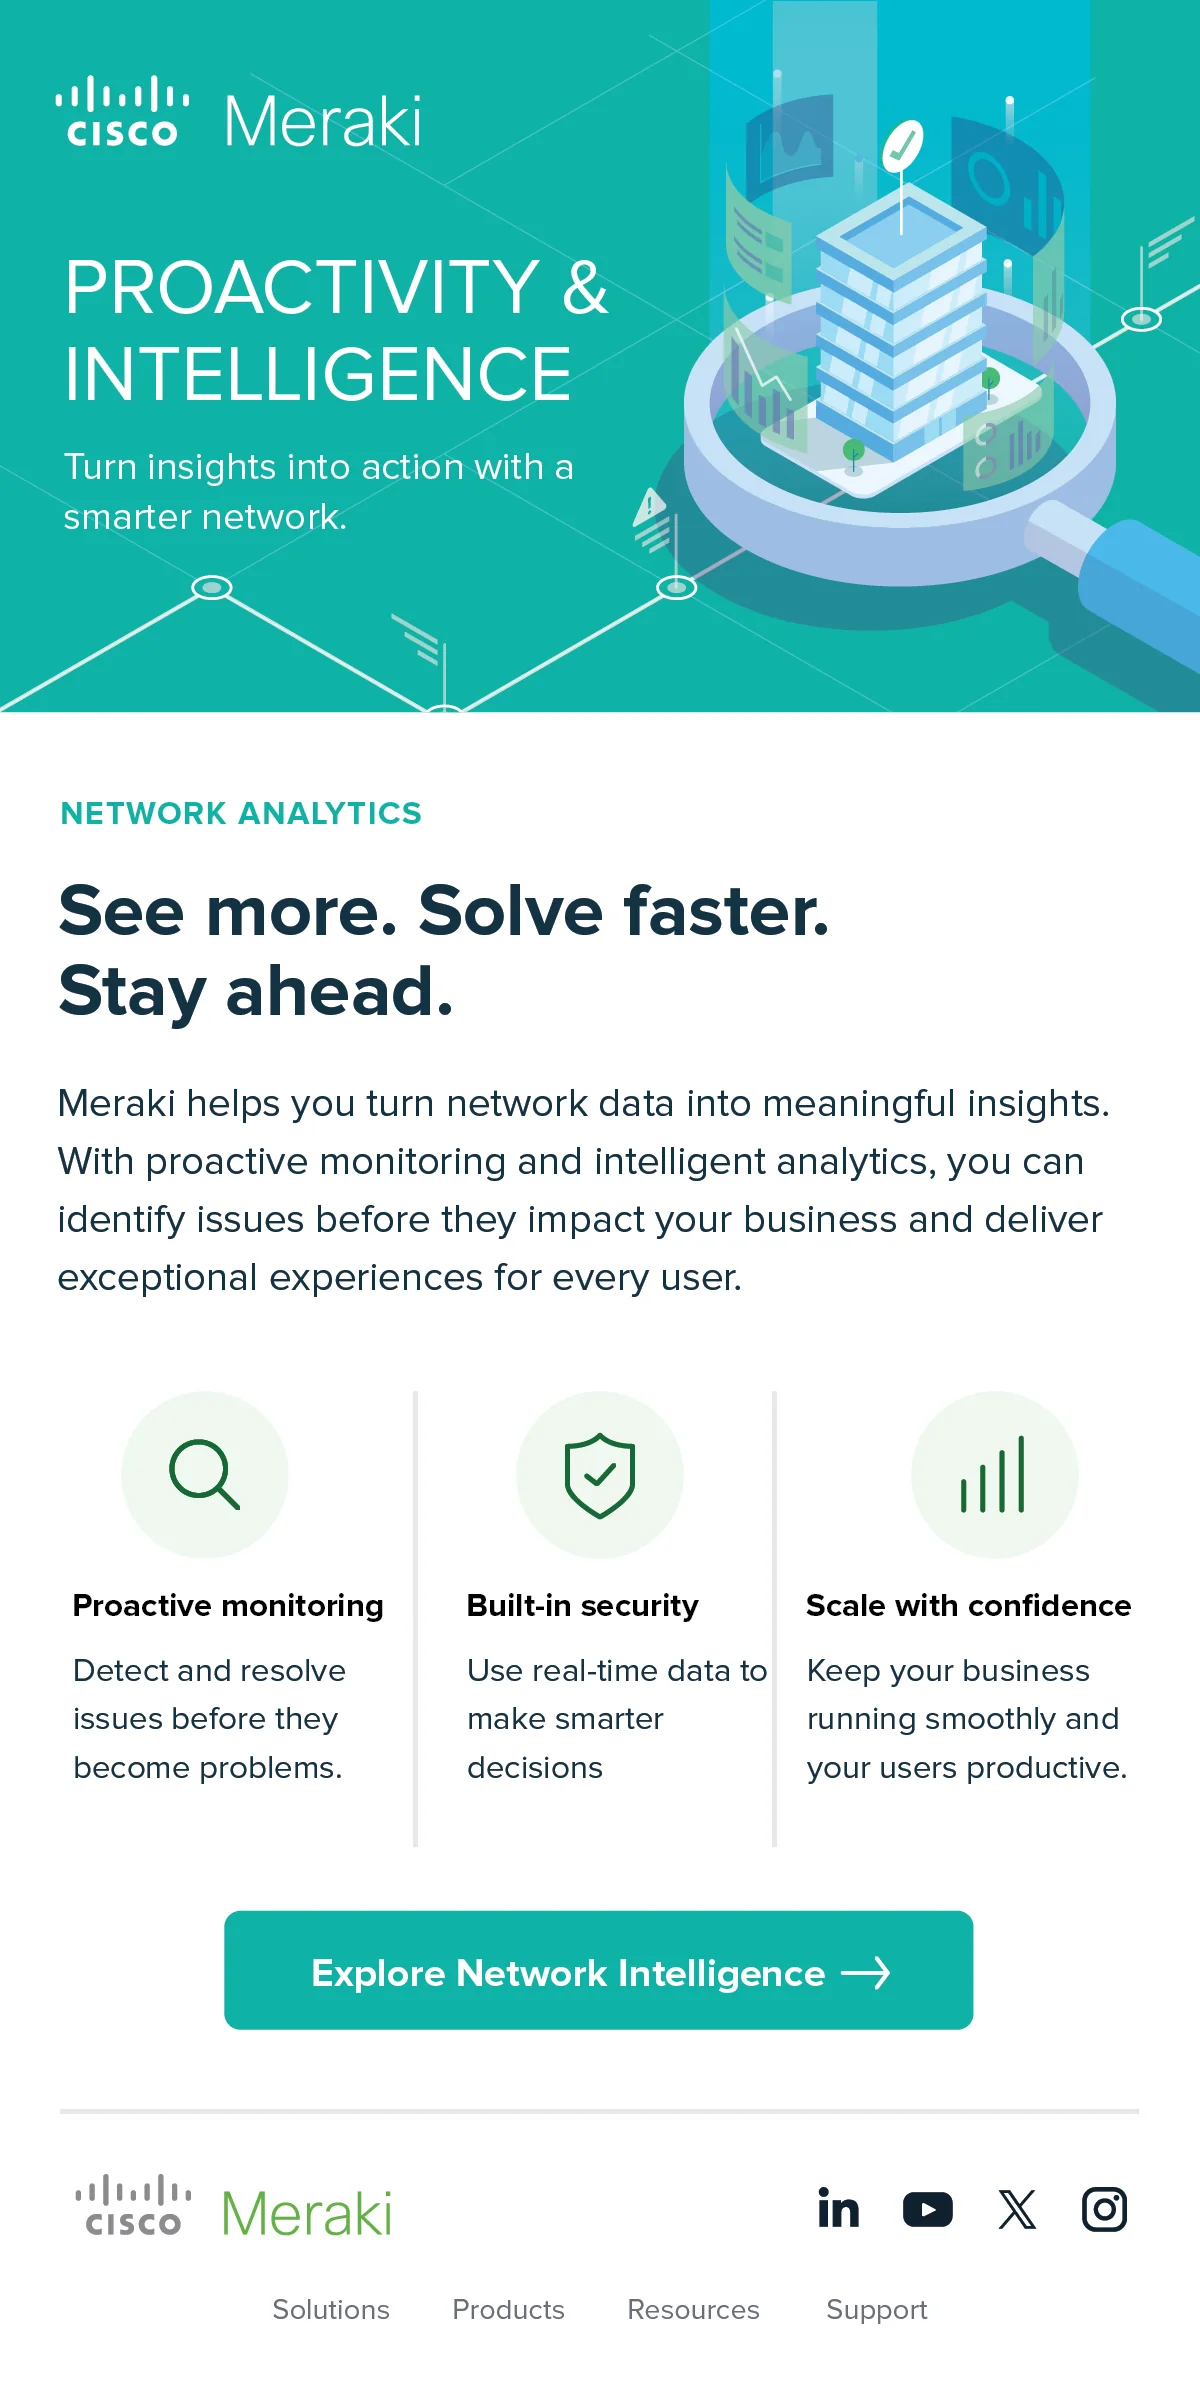 CISCO Meraki
PROACTIVITY &
INTELLIGENCE
Turn insights into action with a
smarter network.
NETWORK ANALYTICS
See more. Solve faster.
Stay ahead.
Meraki helps you turn network data into meaningful insights.
With proactive monitoring and intelligent analytics, you can
identify issues before they impact your business and deliver
exceptional experiences for every user.
Proactive monitoring
Detect and resolve
issues before they
become problems.
Built-in security
Use real-time data to
make smarter
decisions
Scale with confidence
Keep your business
running smoothly and
your users productive.
Explore Network Intelligence
CISCO Meraki
Solutions Products Resources Support